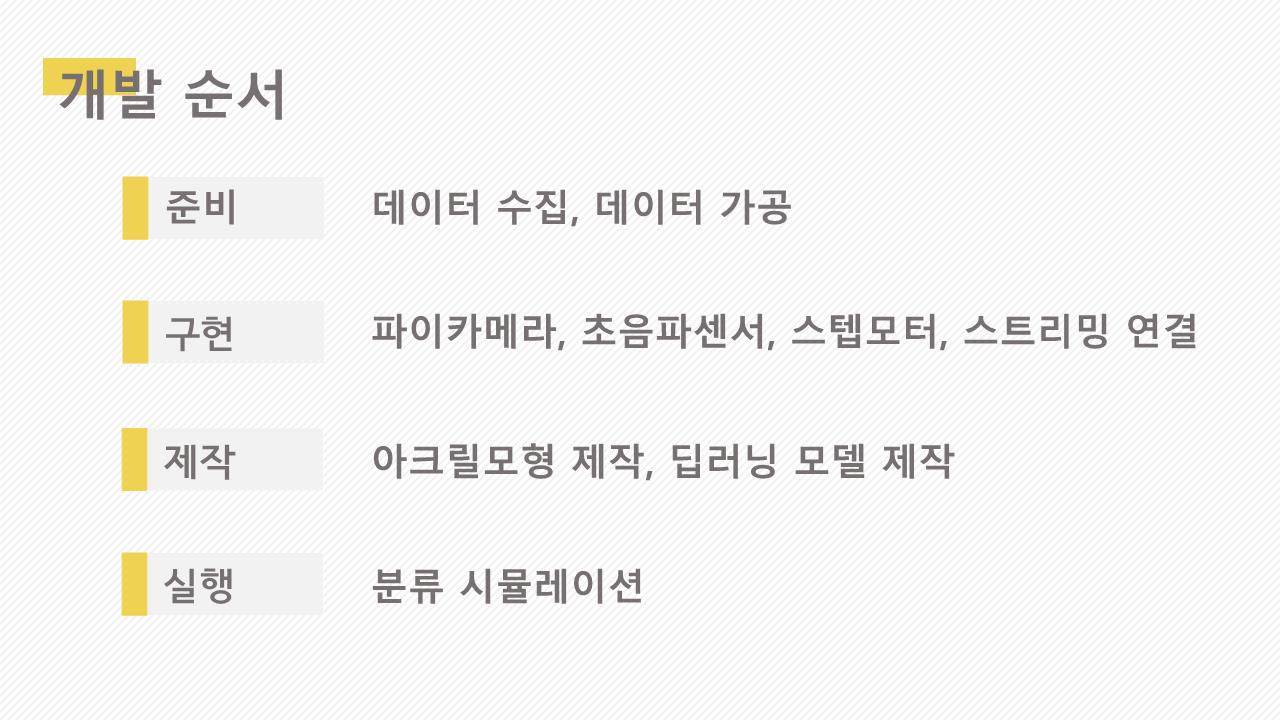 개발 순서
준비 데이터 수집, 데이터 가공
구현 파이카메라, 초음파센서, 스텝모터, 스트리밍 연결
제작 아크릴모형 제작, 딥러닝 모델 제작
실행 분류 시뮬레이션